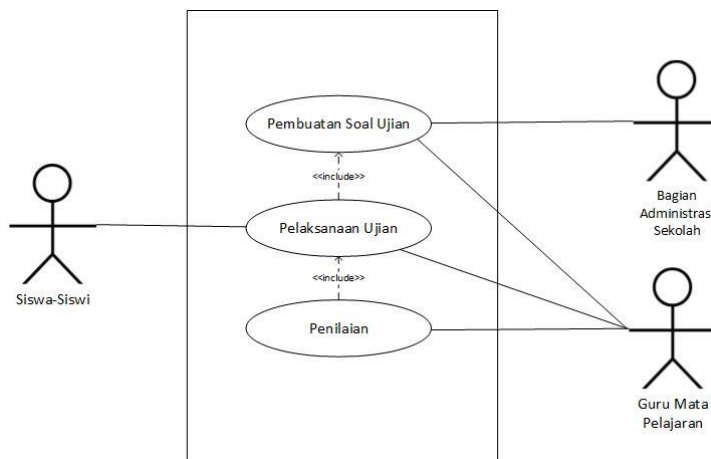 Pembuatan Soal Ujian
<<include>>
Pelaksanaan Ujian
<<include>>
Penilaian
Siswa-Siswi
Bagian
Administras
Sekolah
Guru Mata
Pelajaran